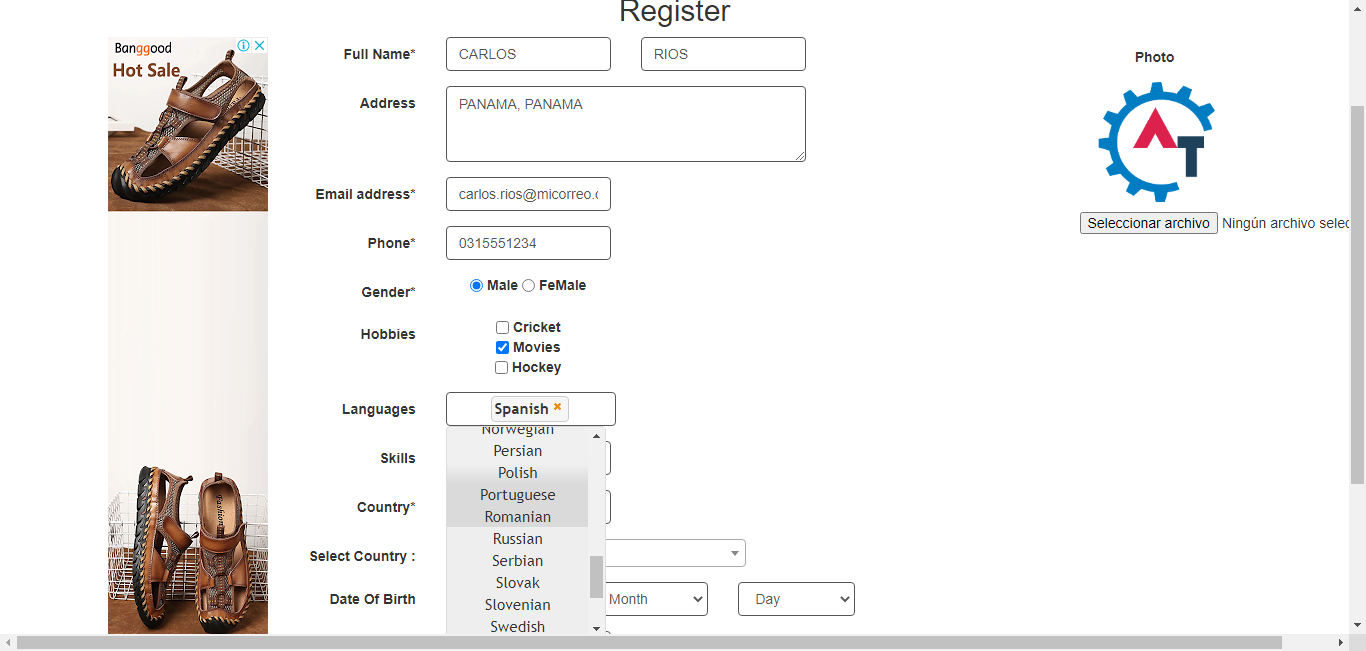 Register
Banggood
Hot Sale
Full Name* CARLOS RIOS
Photo
Address PANAMA, PANAMA
AT
Email address* carlos.rios@micorreo.
Seleccionar archivo Ningún archivo selec
Phone* 0315551234
Gender* Male FeMale
Hobbies Cricket
Movies
Hockey
Languages Spanish
Norwegian
Persian
Skills
Polish
Portuguese
Country*
Romanian
Russian
Select Country :
Serbian
Slovak
Date Of Birth Month Day
Slovenian
Swedish